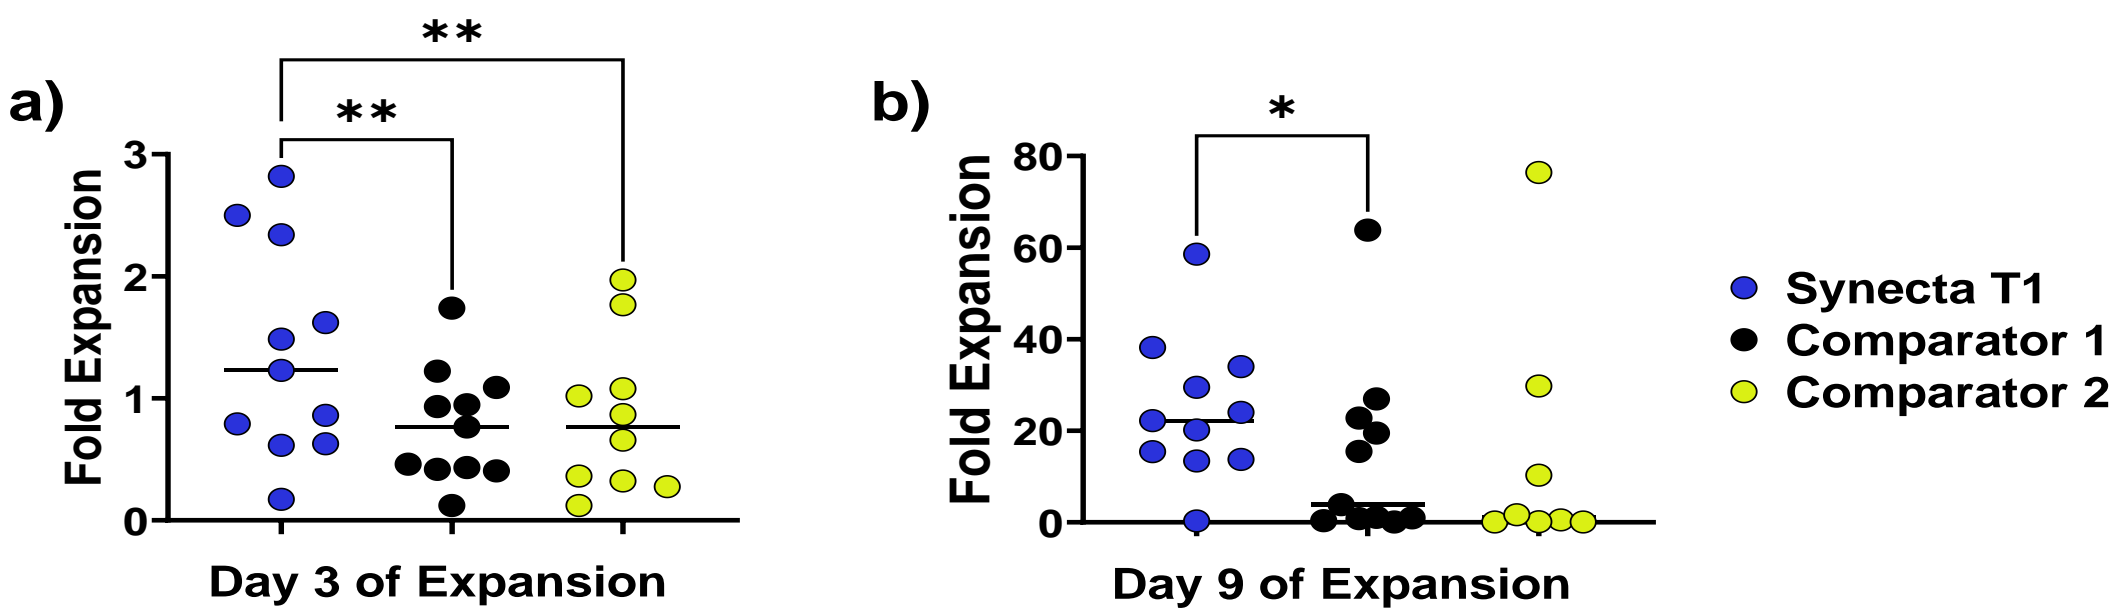 a)
**
**
Fold Expansion
3
2
1
0
Day 3 of Expansion
b)
*
Fold Expansion
80
60
40
20
0
Day 9 of Expansion
Synecta T1
Comparator 1
Comparator 2